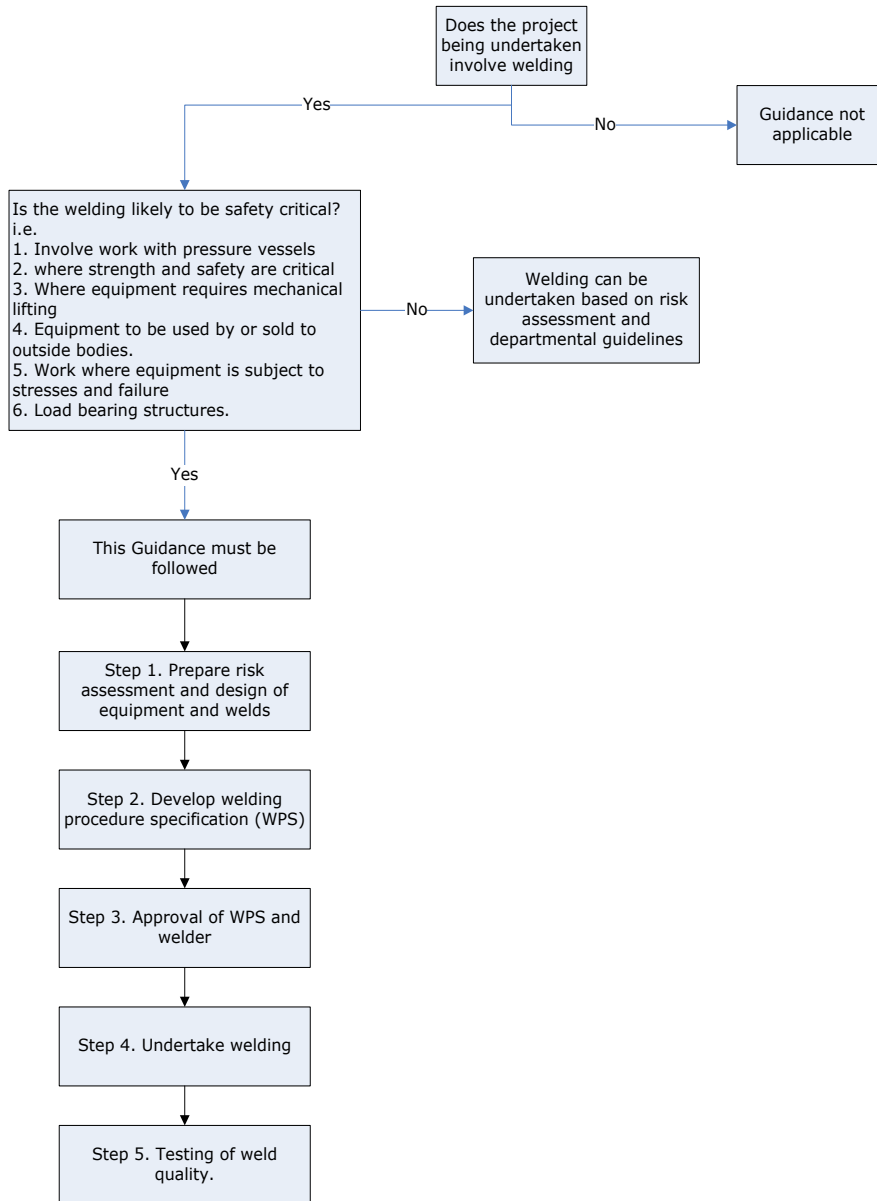 Does the project
being undertaken
involve welding
Yes
No
Guidance not
applicable
Is the welding likely to be safety critical?
i.e.
1. Involve work with pressure vessels
2. where strength and safety are critical
3. Where equipment requires mechanical
lifting
4. Equipment to be used by or sold to
outside bodies.
5. Work where equipment is subject to
stresses and failure
6. Load bearing structures.
No
Welding can be
undertaken based on risk
assessment and
departmental guidelines
Yes
This Guidance must be
followed
Step 1. Prepare risk
assessment and design of
equipment and welds
Step 2. Develop welding
procedure specification (WPS)
Step 3. Approval of WPS and
welder
Step 4. Undertake welding
Step 5. Testing of weld
quality.